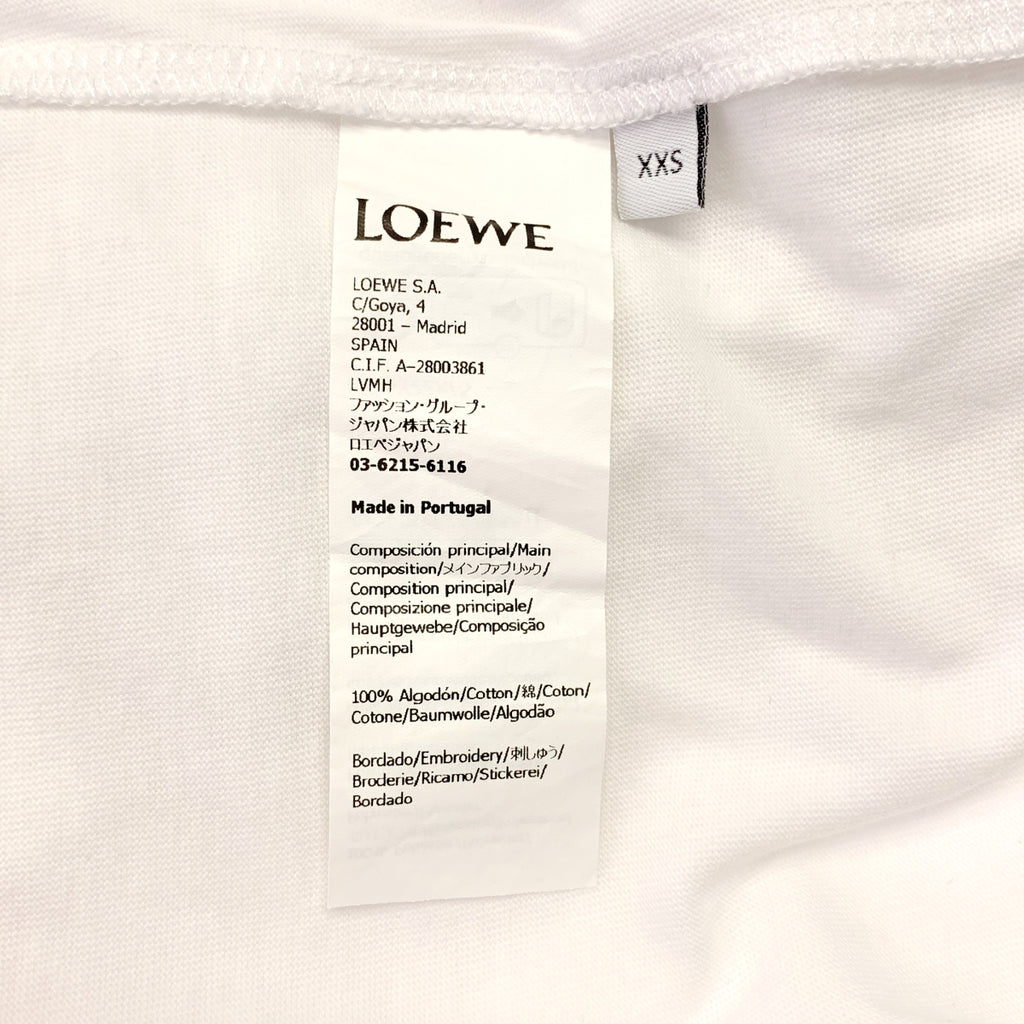 XXS
LOEWE
LOEWE S.A.
C/Goya, 4
28001 – Madrid
SPAIN
C.I.F. A-28003861
LVMH
ファッション・グループ・
ジャパン株式会社
ロエベジャパン
03-6215-6116
Made in Portugal
Composición principal/Main
composition/メインファブリック/
Composition principal/
Composizione principale/
Hauptgewebe/Composição
principal
100% Algodón/Cotton/綿/Coton/
Cotone/Baumwolle/Algodão
Bordado/Embroidery/刺しゅう/
Broderie/Ricamo/Stickerei/
Bordado